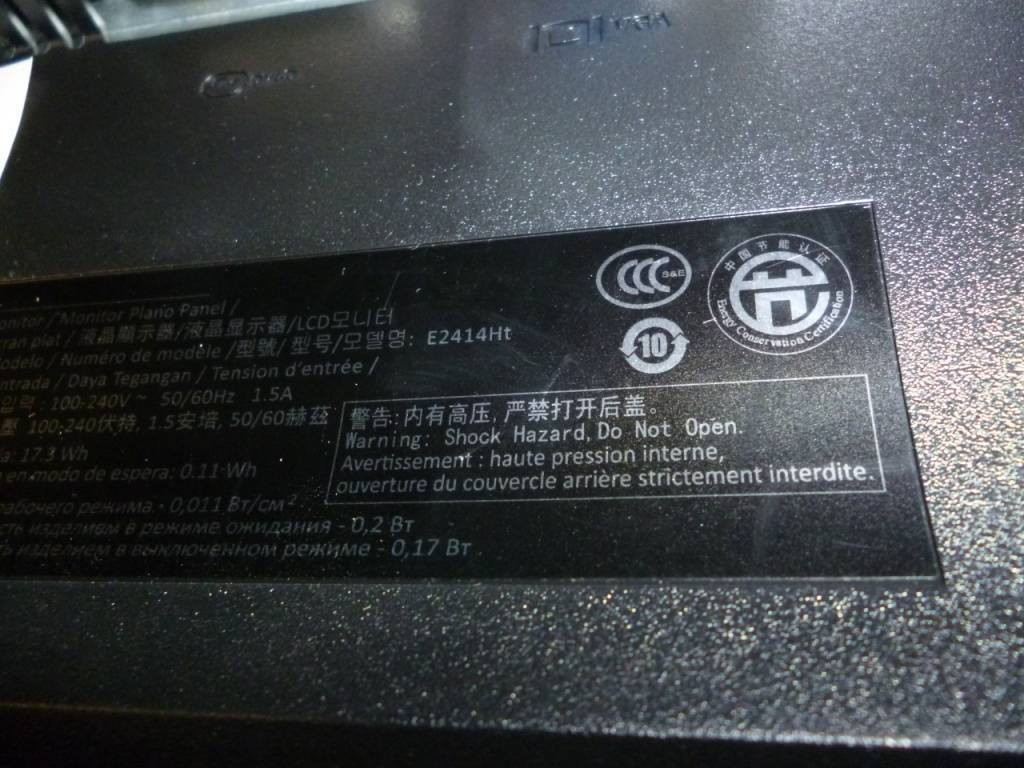 VGA
Monitor Plano Panel /
plat / 液晶顯示器/液晶显示器/LCD모니터
/ Numéro de modèle /型號/ 型号/모델명: E2414Ht
/ Daya Tegangan / Tension d'entrée /
100-240V ~ 50/60Hz 1.5A
100-240伏特, 1.5安培, 50/60赫兹
17.3 Wh
en modo de espera: 0.11 Wh
рабочего режима - 0,011 Вт/см²
изделием в режиме ожидания - 0,2 Вт
изделием в выключенном режиме - 0,17 Вт
CCC S&E
10
中国节能认证
Energy Conservation Certification
警告:内有高压, 严禁打开后盖。
Warning: Shock Hazard, Do Not Open.
Avertissement : haute pression interne,
ouverture du couvercle arrière strictement interdite.